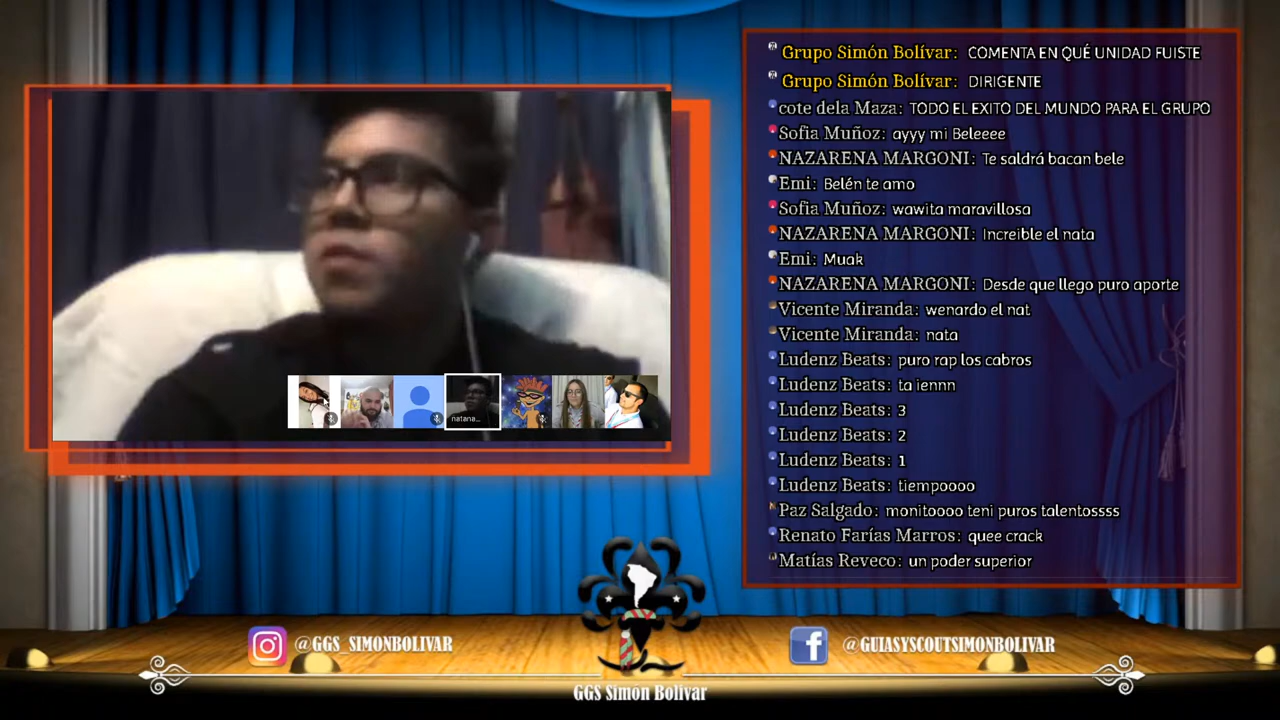 Grupo Simón Bolívar: COMENTA EN QUÉ UNIDAD FUISTE
Grupo Simón Bolívar: DIRIGENTE
cote dela Maza: TODO EL EXITO DEL MUNDO PARA EL GRUPO
Sofia Muñoz: ayyy mi Beleeee
NAZARENA MARGONI: Te saldrá bacan bele
Emi: Belén te amo
Sofia Muñoz: wawita maravillosa
NAZARENA MARGONI: Increible el nata
Emi: Muak
NAZARENA MARGONI: Desde que llego puro aporte
Vicente Miranda: wenardo el nat
Vicente Miranda: nata
Ludenz Beats: puro rap los cabros
Ludenz Beats: ta iennn
Ludenz Beats: 3
Ludenz Beats: 2
Ludenz Beats: 1
Ludenz Beats: tiempoooo
Paz Salgado: monitoooo teni puros talentossss
Renato Farías Marros: quee crack
Matías Reveco: un poder superior
natana...
@GGS_SIMONBOLIVAR
@GUIASYSCOUTSIMONBOLIVAR
GGS Simon Bolivar